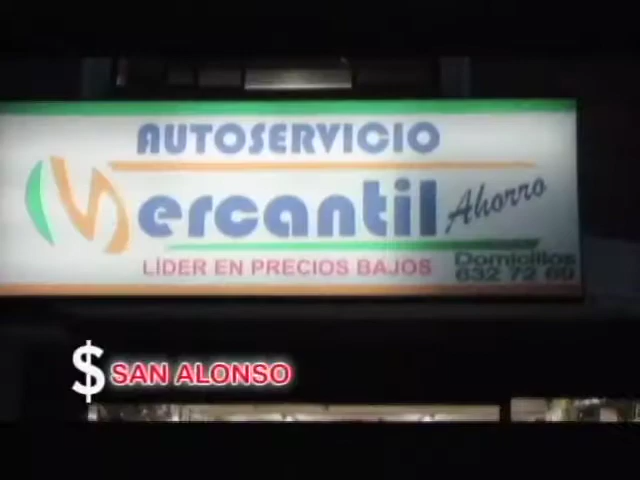 AUTOSERVICIO
Mercantil Ahorro
LÍDER EN PRECIOS BAJOS
Domicilios
632 72 69
$ SAN ALONSO